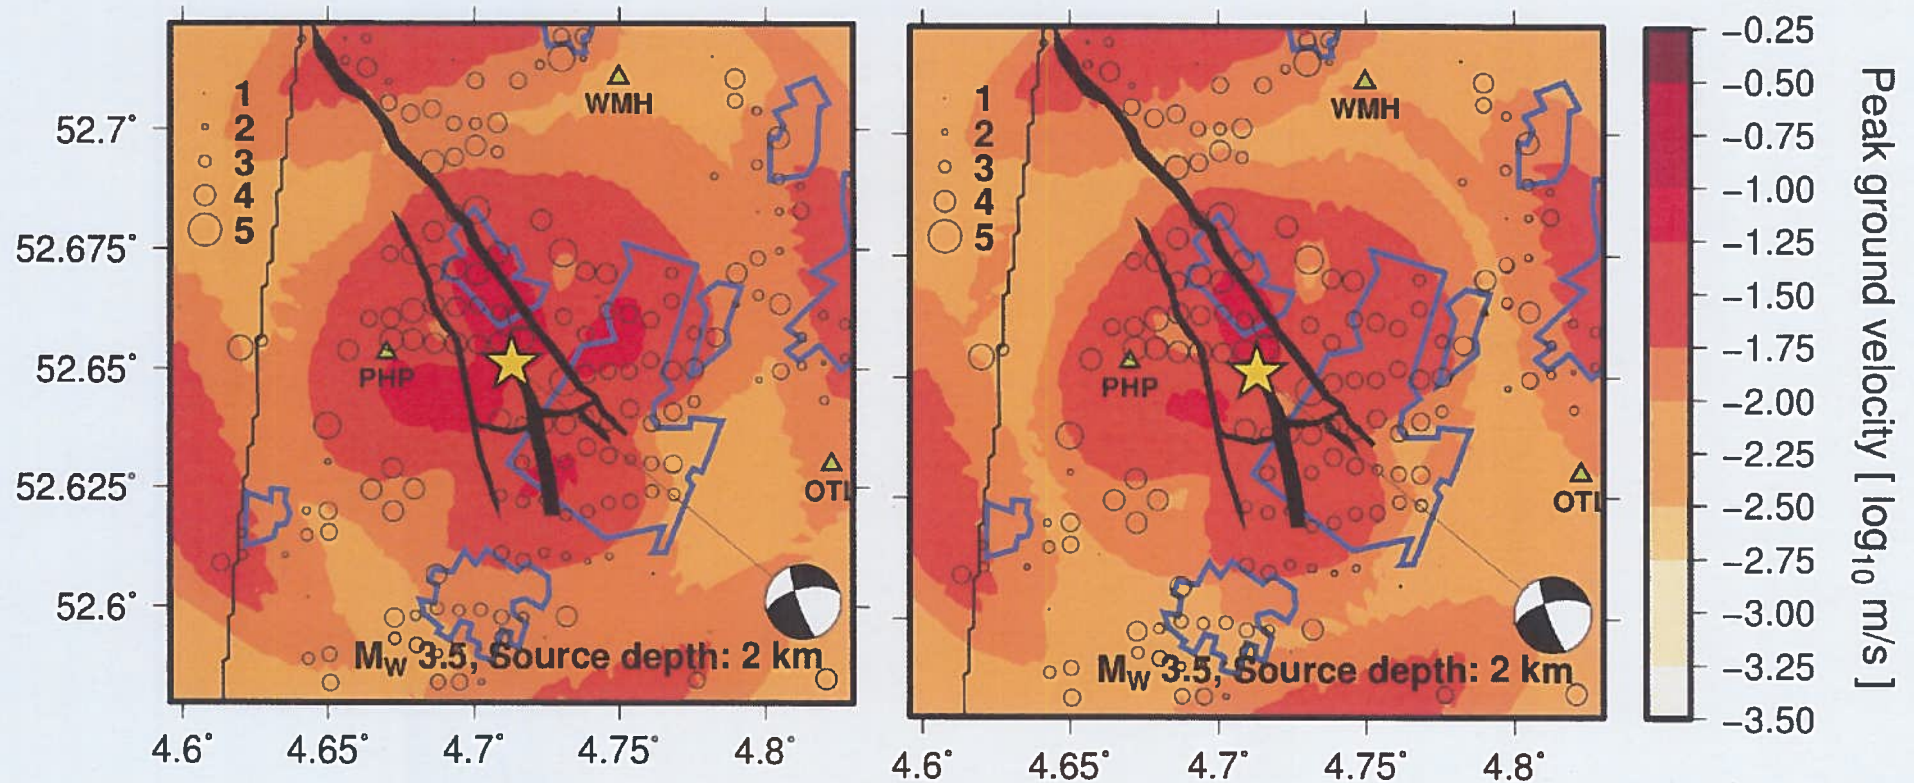 52.7°
52.675°
52.65°
52.625°
52.6°
1
2
3
4
5
WMH
PHP
OTL
M_W 3.5, Source depth: 2 km
4.6° 4.65° 4.7° 4.75° 4.8°
1
2
3
4
5
WMH
PHP
OTL
M_W 3.5, Source depth: 2 km
4.6° 4.65° 4.7° 4.75° 4.8°
−0.25
−0.50
−0.75
−1.00
−1.25
−1.50
−1.75
−2.00
−2.25
−2.50
−2.75
−3.00
−3.25
−3.50
Peak ground velocity [ log₁₀ m/s ]